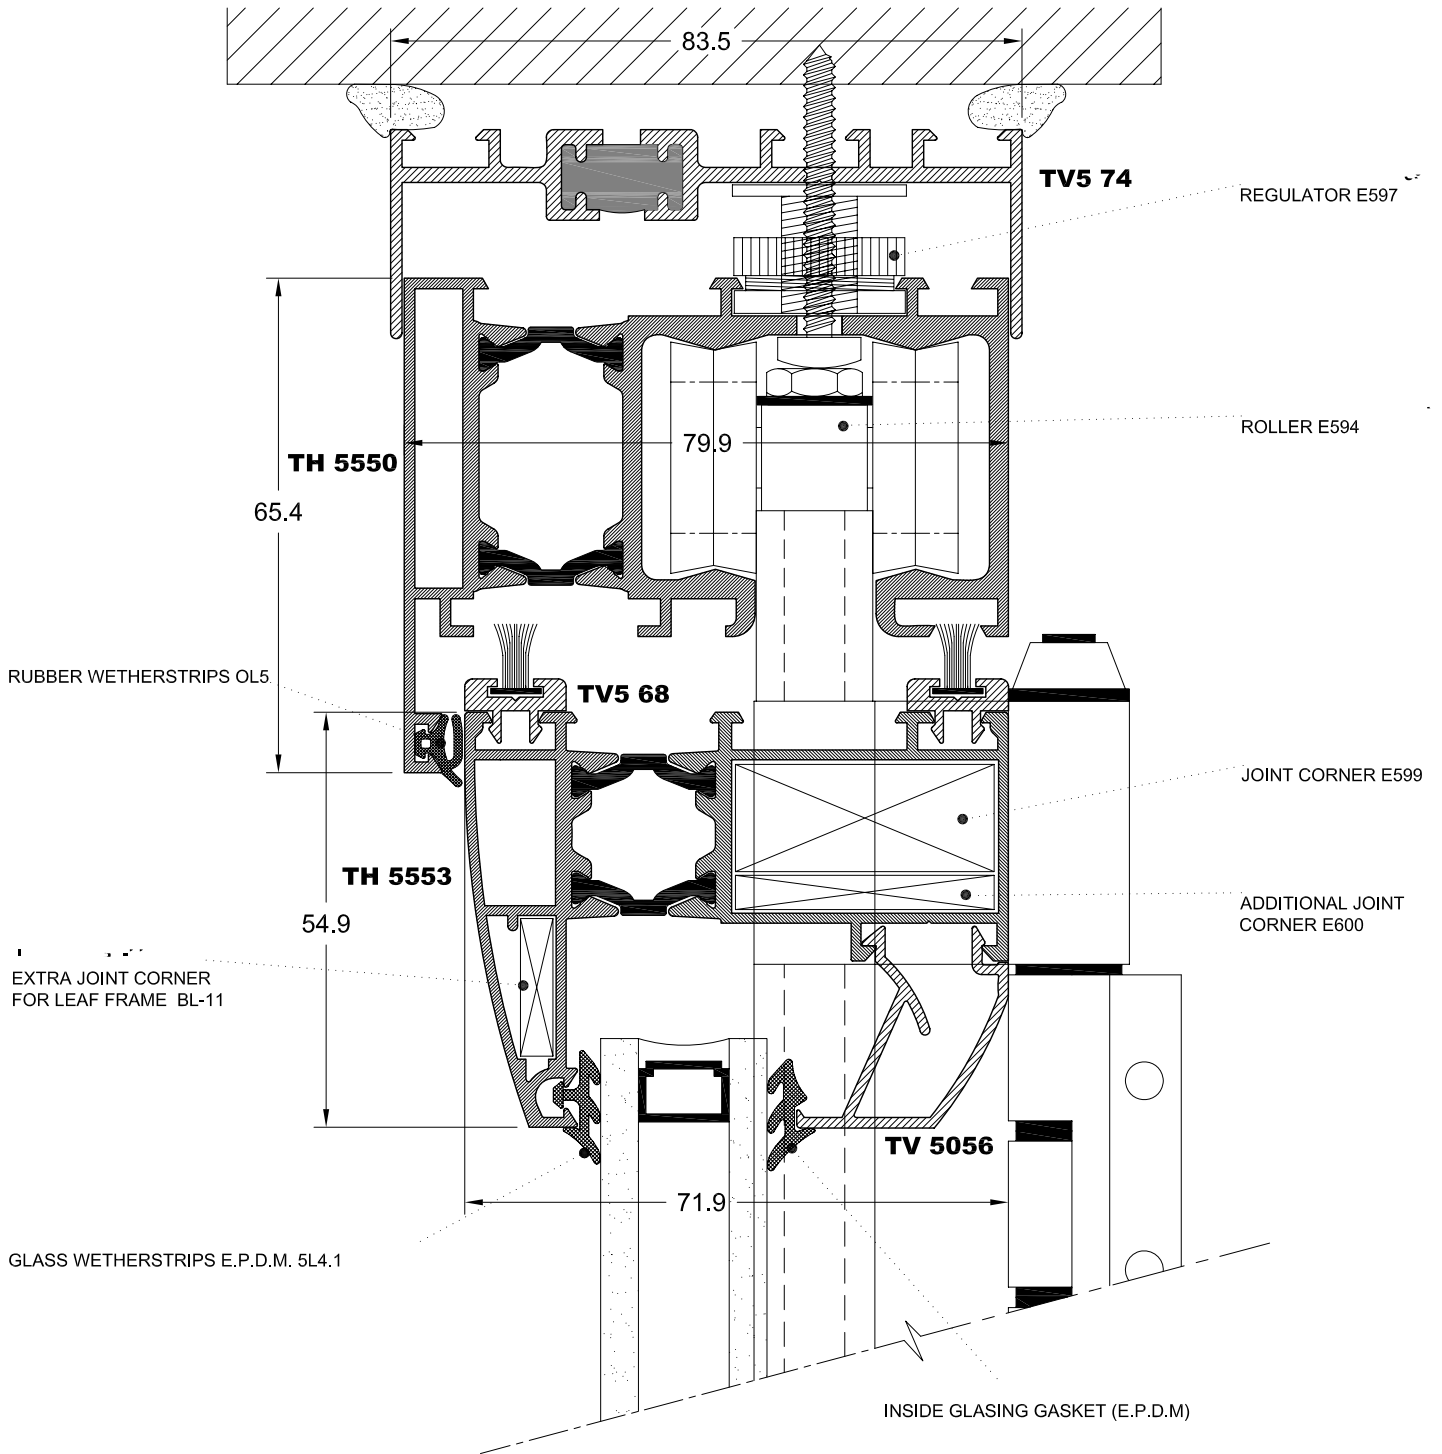 83.5
TV5 74
REGULATOR E597
ROLLER E594
79.9
TH 5550
65.4
RUBBER WETHERSTRIPS OL5
TV5 68
JOINT CORNER E599
TH 5553
54.9
ADDITIONAL JOINT
CORNER E600
EXTRA JOINT CORNER
FOR LEAF FRAME BL-11
TV 5056
71.9
GLASS WETHERSTRIPS E.P.D.M. 5L4.1
INSIDE GLASING GASKET (E.P.D.M)